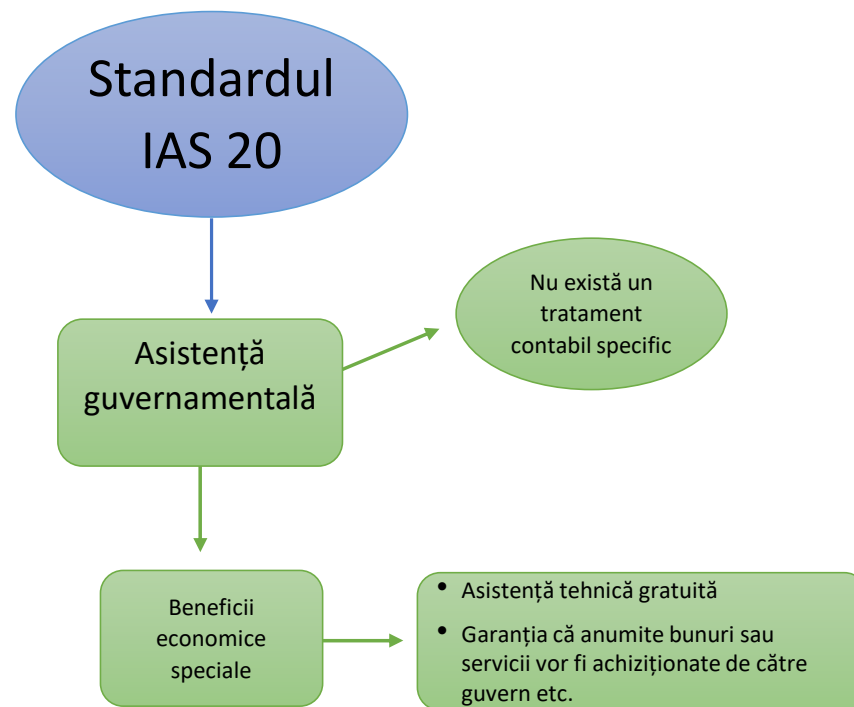 Standardul
IAS 20
Nu există un
tratament
contabil specific
Asistență
guvernamentală
Beneficii
economice
speciale
• Asistență tehnică gratuită
• Garanția că anumite bunuri sau
servicii vor fi achiziționate de către
guvern etc.